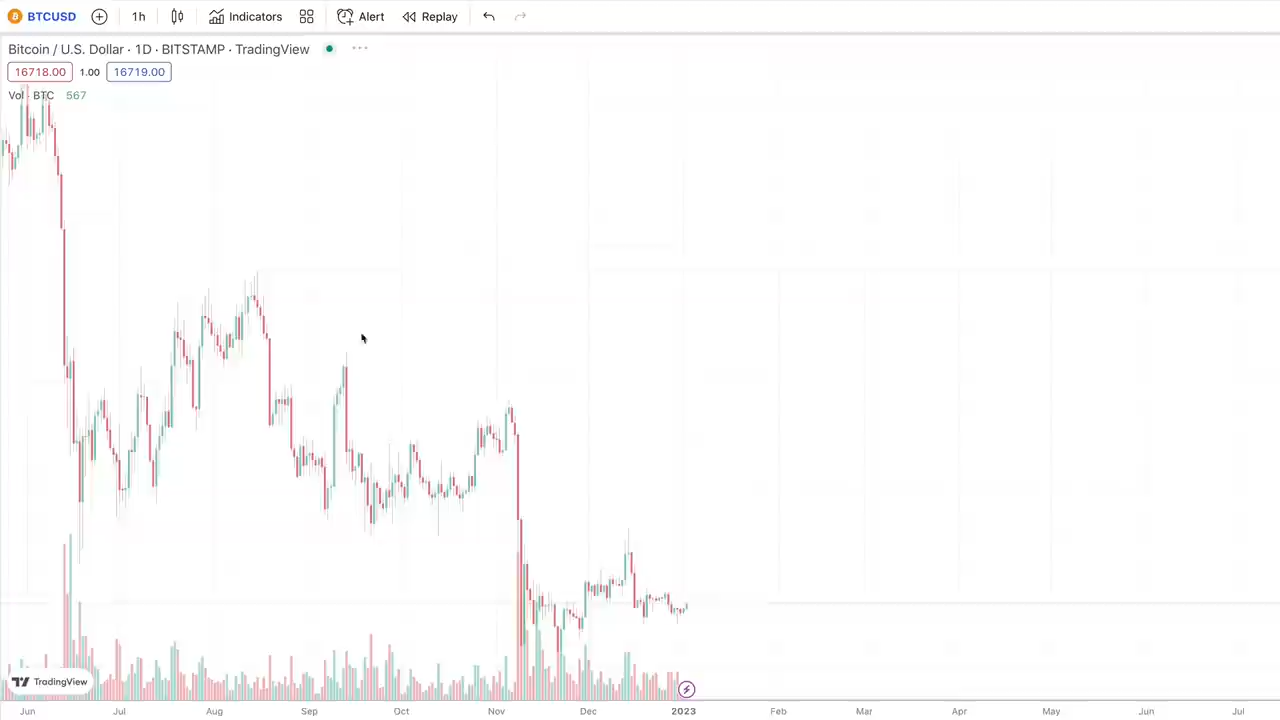 BTCUSD 1h Indicators Alert Replay
Bitcoin / U.S. Dollar · 1D · BITSTAMP · TradingView
16718.00 1.00 16719.00
Vol · BTC 567
TradingView
Jun Jul Aug Sep Oct Nov Dec 2023 Feb Mar Apr May Jun Jul